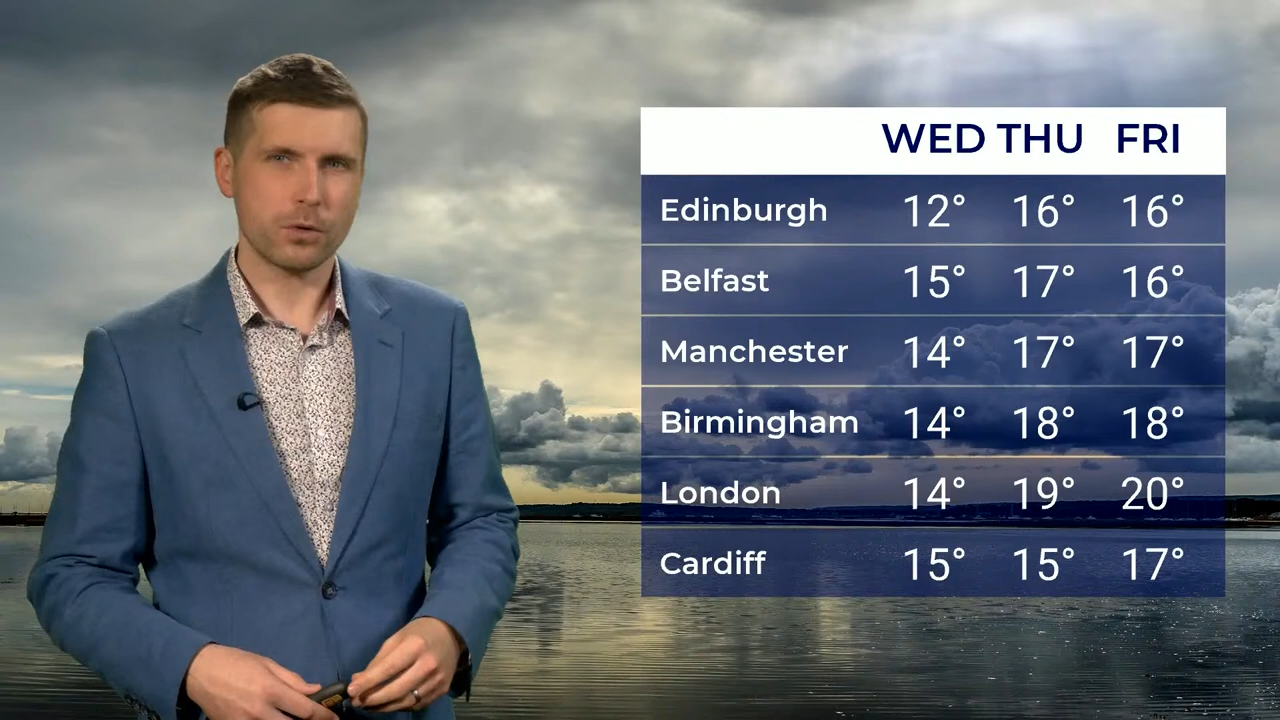 WED THU FRI
Edinburgh 12° 16° 16°
Belfast 15° 17° 16°
Manchester 14° 17° 17°
Birmingham 14° 18° 18°
London 14° 19° 20°
Cardiff 15° 15° 17°